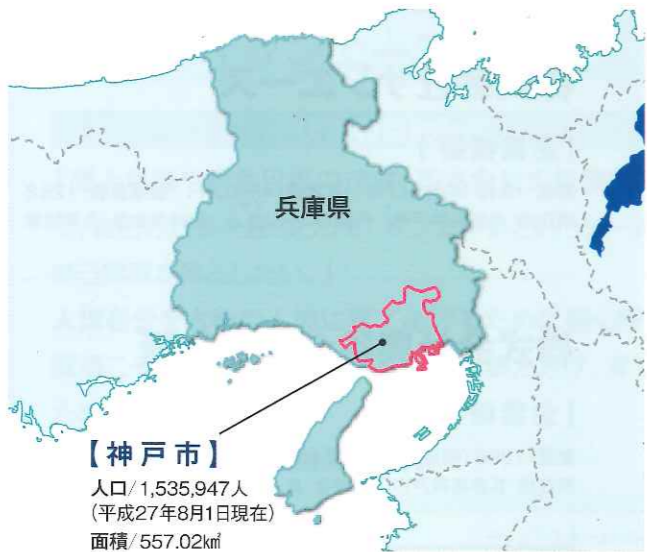 兵庫県
【神戸市】
人口/1,535,947人
(平成27年8月1日現在)
面積/557.02㎢